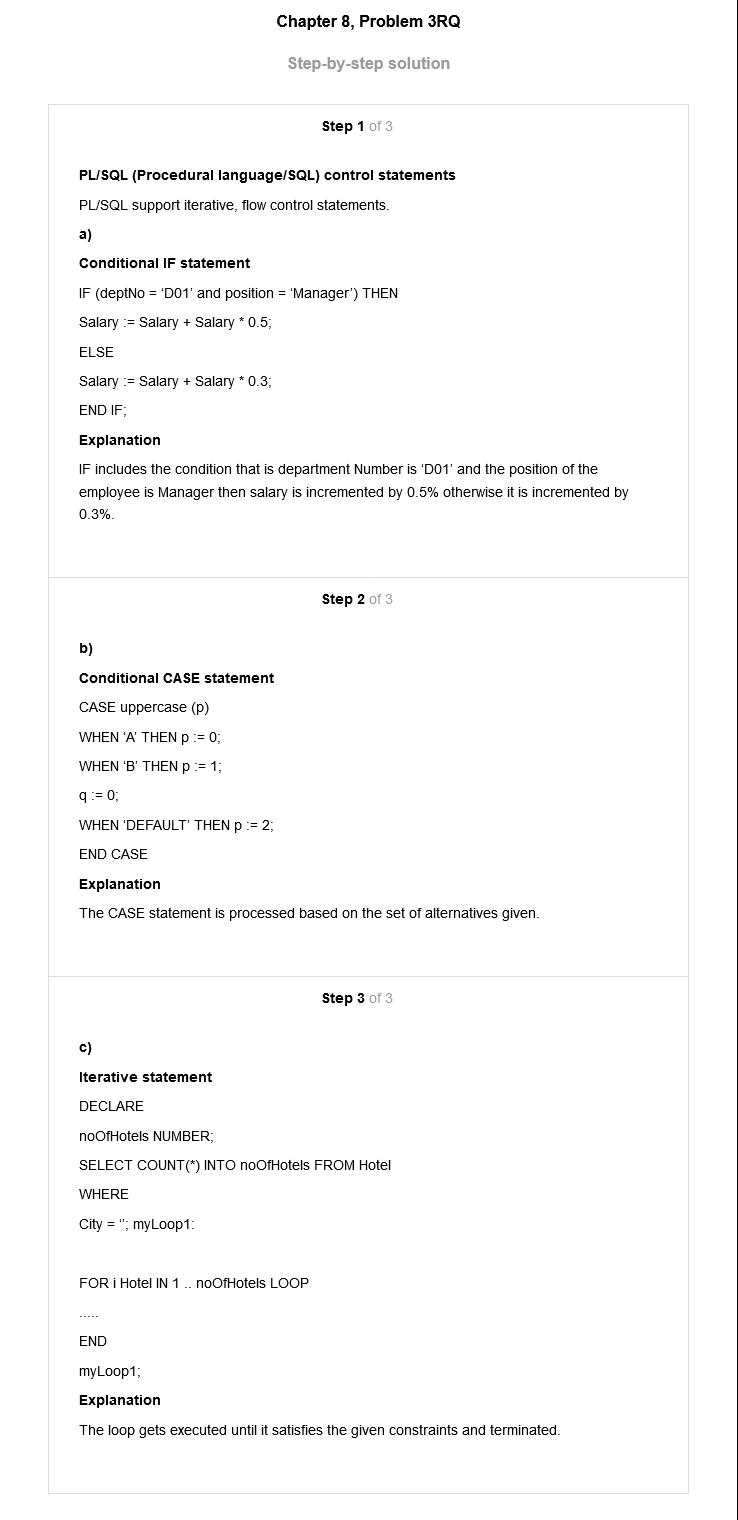 Chapter 8, Problem 3RQ
Step-by-step solution
Step 1 of 3
PL/SQL (Procedural language/SQL) control statements
PL/SQL support iterative, flow control statements.
a)
Conditional IF statement
IF (deptNo = ‘D01’ and position = ‘Manager’) THEN
Salary := Salary + Salary * 0.5;
ELSE
Salary := Salary + Salary * 0.3;
END IF;
Explanation
IF includes the condition that is department Number is ‘D01’ and the position of the
employee is Manager then salary is incremented by 0.5% otherwise it is incremented by
0.3%.
Step 2 of 3
b)
Conditional CASE statement
CASE uppercase (p)
WHEN ‘A’ THEN p := 0;
WHEN ‘B’ THEN p := 1;
q := 0;
WHEN ‘DEFAULT’ THEN p := 2;
END CASE
Explanation
The CASE statement is processed based on the set of alternatives given.
Step 3 of 3
c)
Iterative statement
DECLARE
noOfHotels NUMBER;
SELECT COUNT(*) INTO noOfHotels FROM Hotel
WHERE
City = ‘’; myLoop1:
FOR i Hotel IN 1 .. noOfHotels LOOP
.....
END
myLoop1;
Explanation
The loop gets executed until it satisfies the given constraints and terminated.